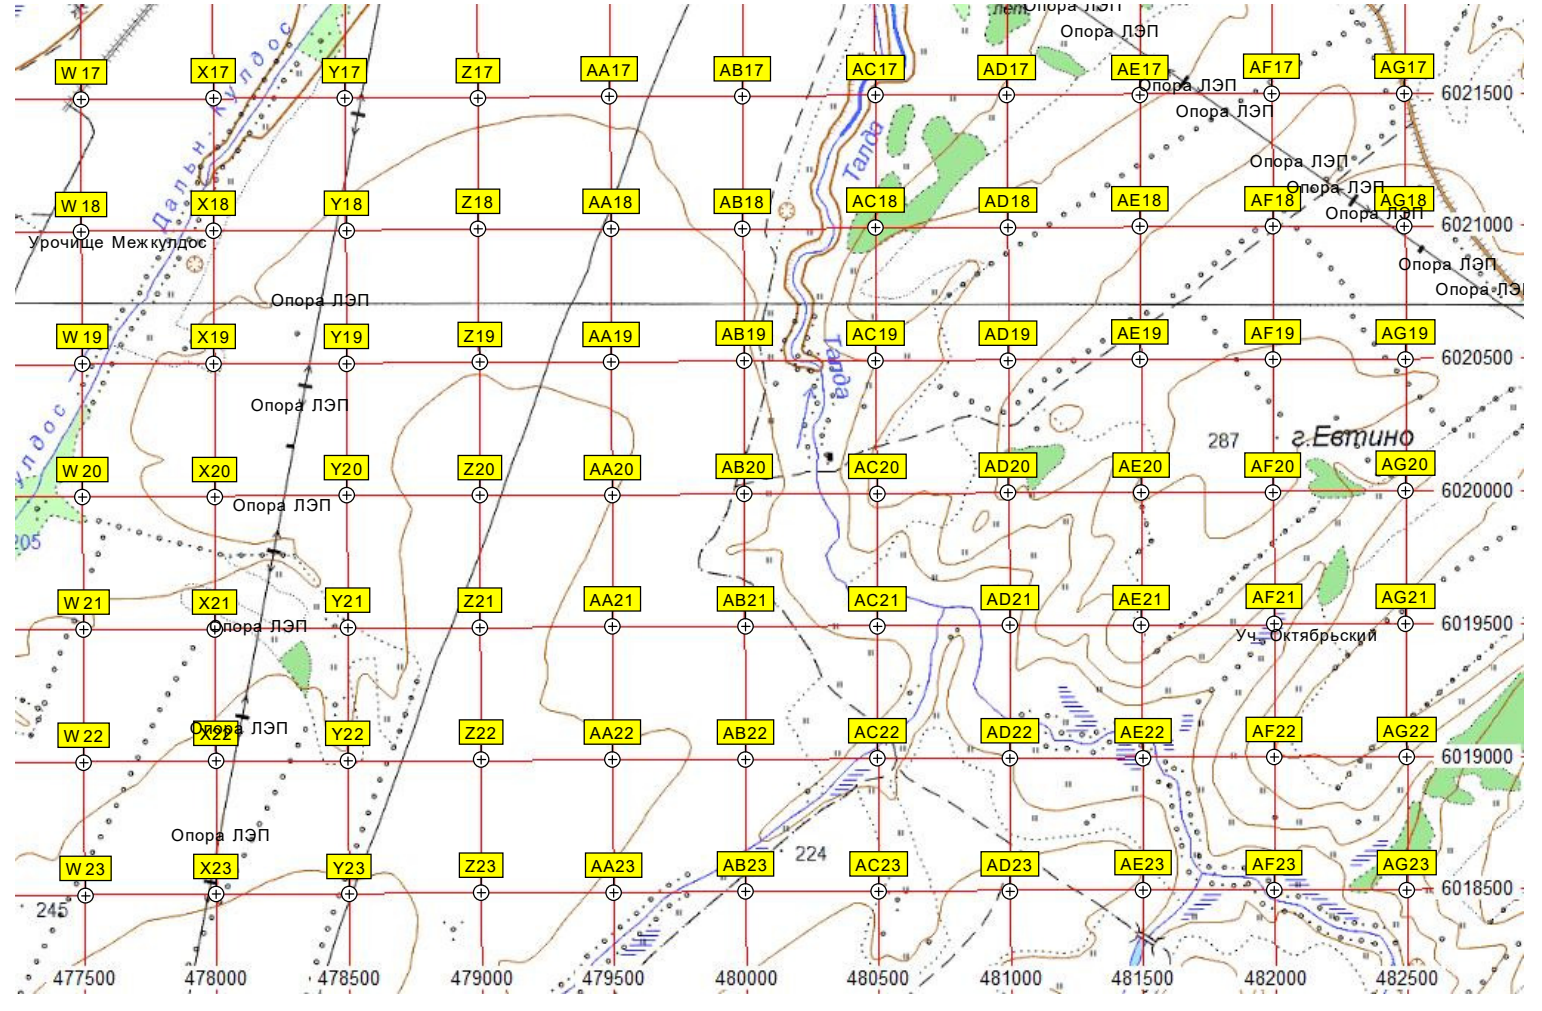 Опора ЛЭП
Опора ЛЭП
W 17
X17
Y17
Z17
AA17
AB17
AC17
AD17
AE17
AF17
AG17
Опора ЛЭП
6021500
Опора ЛЭП
Дальн. Кулдос
Талда
Опора ЛЭП
Опора ЛЭП
W 18
X18
Y18
Z18
AA18
AB18
AC18
AD18
AE18
AF18
AG18
Опора ЛЭП
6021000
Урочище Межкулдос
Опора ЛЭП
Опора ЛЭП
Опора ЛЭП
W 19
X19
Y19
Z19
AA19
AB19
AC19
AD19
AE19
AF19
AG19
6020500
Талда
Опора ЛЭП
улдос
287
г.Евтино
W 20
X20
Y20
Z20
AA20
AB20
AC20
AD20
AE20
AF20
AG20
6020000
Опора ЛЭП
205
W 21
X21
Y21
Z21
AA21
AB21
AC21
AD21
AE21
AF21
AG21
6019500
Опора ЛЭП
Уч. Октябрьский
W 22
X22
Y22
Z22
AA22
AB22
AC22
AD22
AE22
AF22
AG22
Опора ЛЭП
6019000
Опора ЛЭП
224
W 23
X23
Y23
Z23
AA23
AB23
AC23
AD23
AE23
AF23
AG23
6018500
245
477500
478000
478500
479000
479500
480000
480500
481000
481500
482000
482500